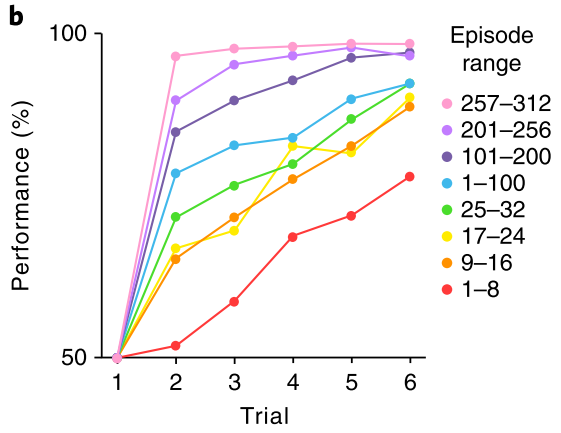 b
100
50
Performance (%)
1 2 3 4 5 6
Trial
Episode
range
257–312
201–256
101–200
1–100
25–32
17–24
9–16
1–8